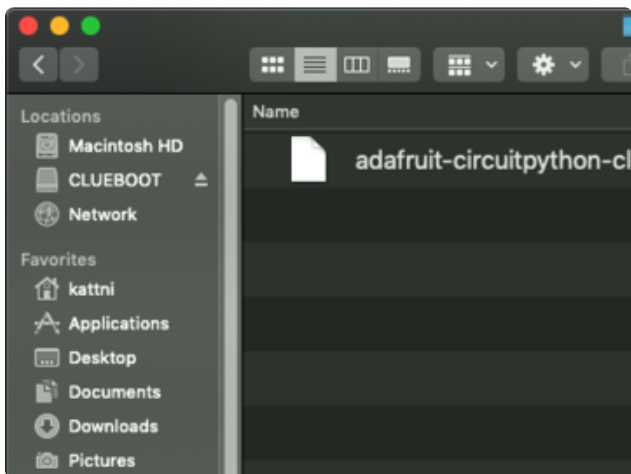 Locations
Macintosh HD
CLUEBOOT
Network
Favorites
kattni
Applications
Desktop
Documents
Downloads
Pictures
Name
adafruit-circuitpython-cl